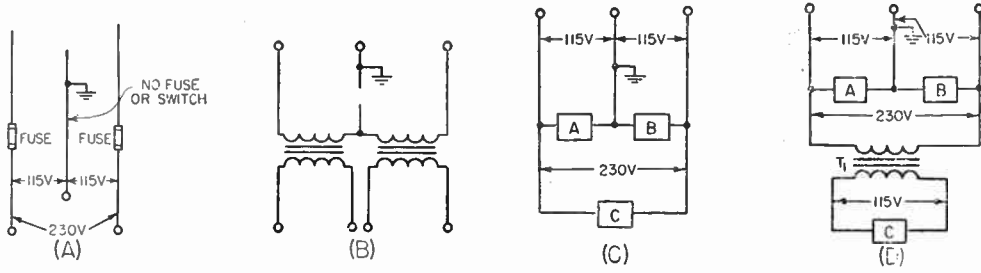 NO FUSE
OR SWITCH
FUSE
FUSE
115V
115V
230V
(A)
(B)
115V
115V
A
B
230V
C
(C)
115V
115V
A
B
230V
T1
115V
C
(D)